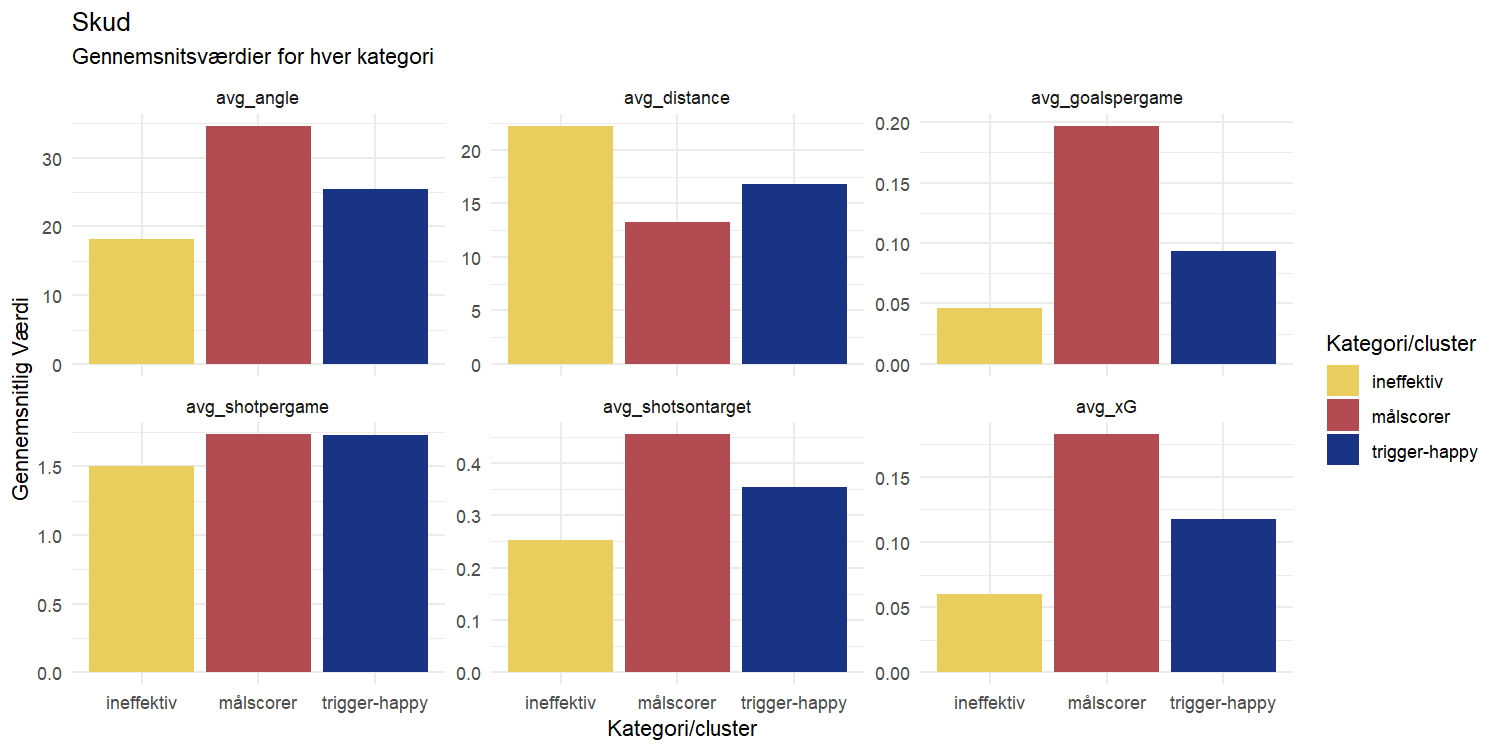 Skud
Gennemsnitsværdier for hver kategori
avg_angle
avg_distance
avg_goalspergame
30
20
10
0
20
15
10
5
0
0.20
0.15
0.10
0.05
0.00
avg_shotpergame
avg_shotsontarget
avg_xG
1.5
1.0
0.5
0.0
0.4
0.3
0.2
0.1
0.0
0.15
0.10
0.05
0.00
ineffektiv målscorer trigger-happy
ineffektiv målscorer trigger-happy
ineffektiv målscorer trigger-happy
Kategori/cluster
Gennemsnitlig Værdi
Kategori/cluster
ineffektiv
målscorer
trigger-happy